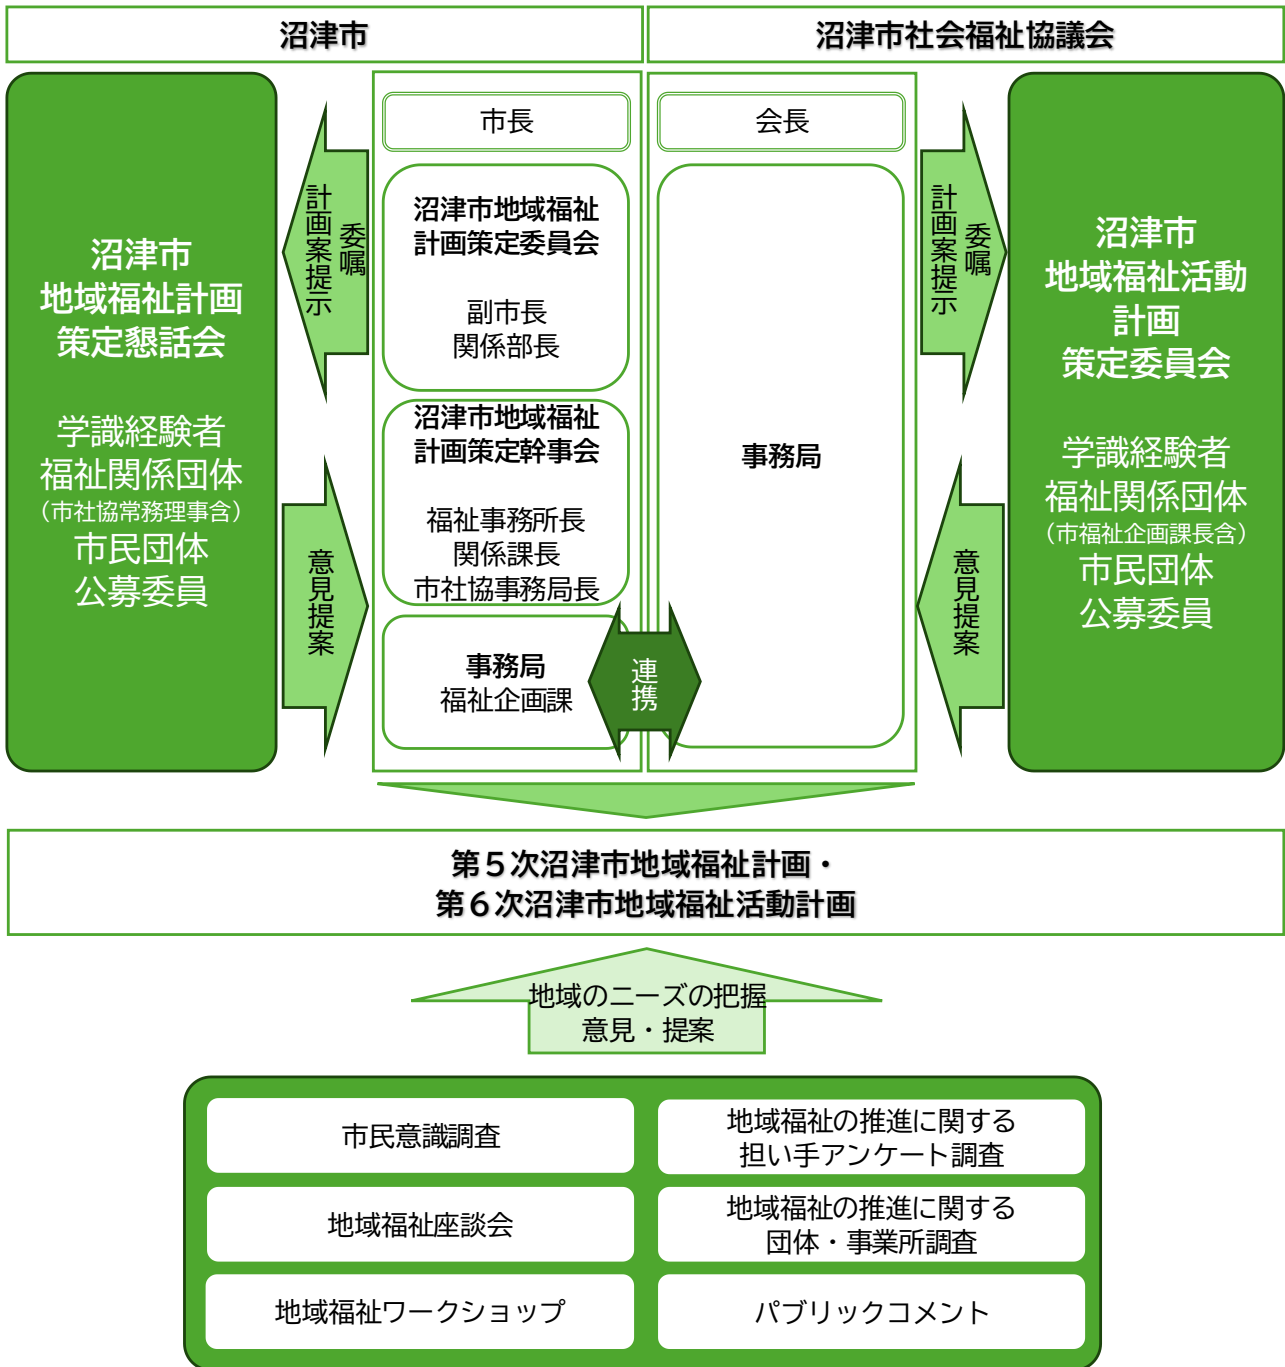 沼津市
沼津市社会福祉協議会
沼津市
地域福祉計画
策定懇話会
学識経験者
福祉関係団体
（市社協常務理事含）
市民団体
公募委員
委嘱
計画案提示
意見提案
市長
沼津市地域福祉
計画策定委員会
副市長
関係部長
沼津市地域福祉
計画策定幹事会
福祉事務所長
関係課長
市社協事務局長
事務局
福祉企画課
連携
会長
事務局
委嘱
計画案提示
意見提案
沼津市
地域福祉活動
計画
策定委員会
学識経験者
福祉関係団体
（市福祉企画課長含）
市民団体
公募委員
第５次沼津市地域福祉計画・
第６次沼津市地域福祉活動計画
地域のニーズの把握
意見・提案
市民意識調査
地域福祉の推進に関する
担い手アンケート調査
地域福祉座談会
地域福祉の推進に関する
団体・事業所調査
地域福祉ワークショップ
パブリックコメント